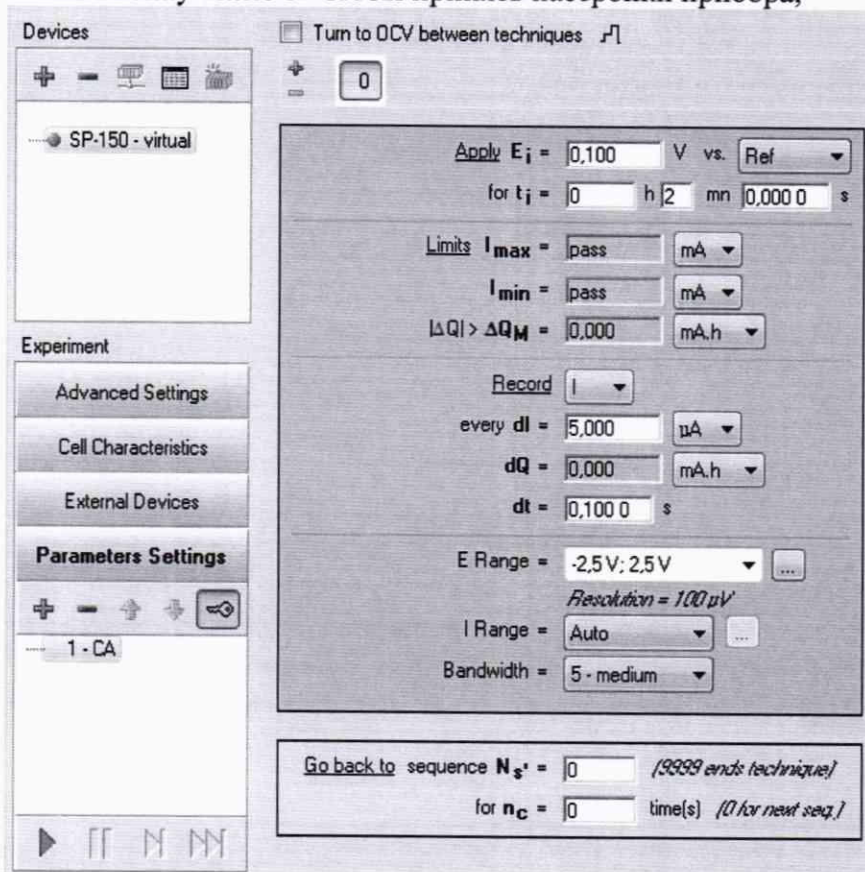 приказ настройки прибора,
Devices
SP-150 - virtual
Experiment
Advanced Settings
Cell Characteristics
External Devices
Parameters Settings
1 - CA
Turn to OCV between techniques
0
Apply Ei = 0,100 V vs. Ref
for ti = 0 h 2 mn 0,000 0 s
Limits Imax = pass mA
Imin = pass mA
|ΔQ| > ΔQM = 0,000 mA.h
Record I
every dI = 5,000 µA
dQ = 0,000 mA.h
dt = 0,100 0 s
E Range = -2,5 V; 2,5 V
Resolution = 100 µV
I Range = Auto
Bandwidth = 5 - medium
Go back to sequence Ns' = 0 (9999 ends technique)
for nc = 0 time(s) (0 for next seq.)